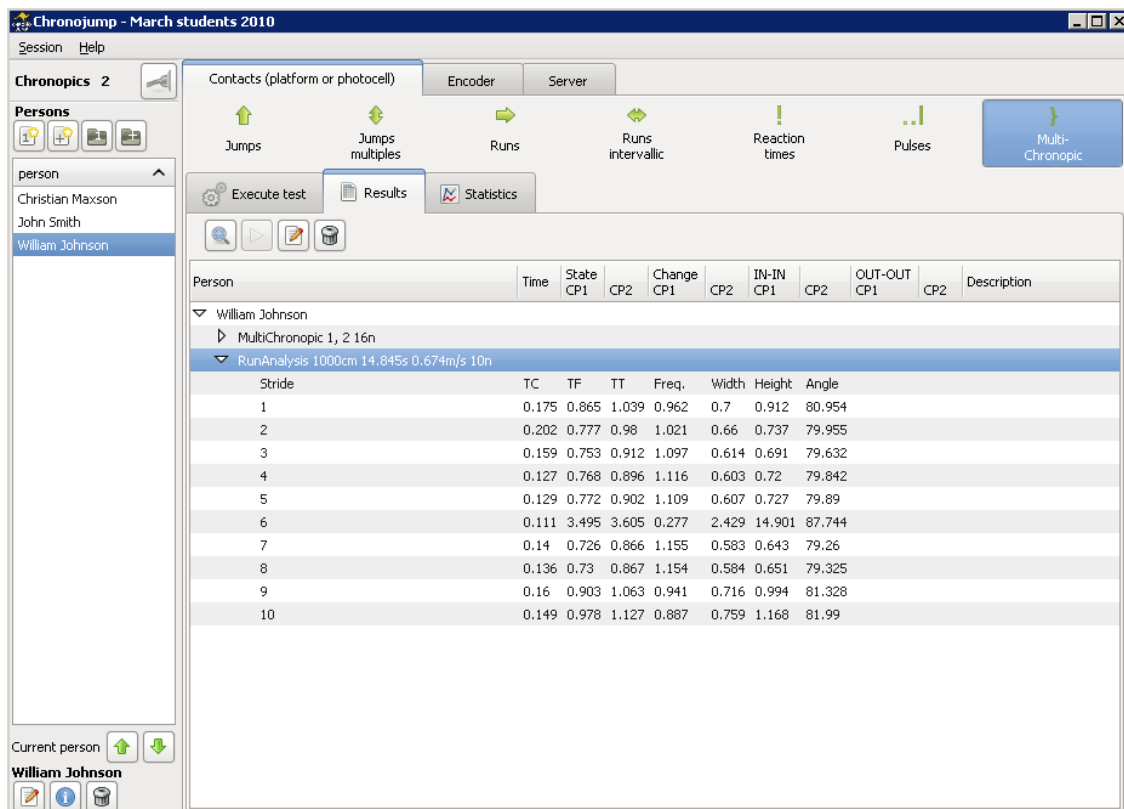 Chronojump - March students 2010
Session Help
Chronopics 2
Contacts (platform or photocell) Encoder Server
Persons
Jumps
Jumps multiples
Runs
Runs intervallic
Reaction times
Pulses
Multi-Chronopic
person
Christian Maxson
John Smith
William Johnson
Execute test Results Statistics
Person Time State CP1 CP2 Change CP1 CP2 IN-IN CP1 CP2 OUT-OUT CP1 CP2 Description
William Johnson
MultiChronopic 1, 2 16n
RunAnalysis 1000cm 14.845s 0.674m/s 10n
Stride TC TF TT Freq. Width Height Angle
1 0.175 0.865 1.039 0.962 0.7 0.912 80.954
2 0.202 0.777 0.98 1.021 0.66 0.737 79.955
3 0.159 0.753 0.912 1.097 0.614 0.691 79.632
4 0.127 0.768 0.896 1.116 0.603 0.72 79.842
5 0.129 0.772 0.902 1.109 0.607 0.727 79.89
6 0.111 3.495 3.605 0.277 2.429 14.901 87.744
7 0.14 0.726 0.866 1.155 0.583 0.643 79.26
8 0.136 0.73 0.867 1.154 0.584 0.651 79.325
9 0.16 0.903 1.063 0.941 0.716 0.994 81.328
10 0.149 0.978 1.127 0.887 0.759 1.168 81.99
Current person
William Johnson